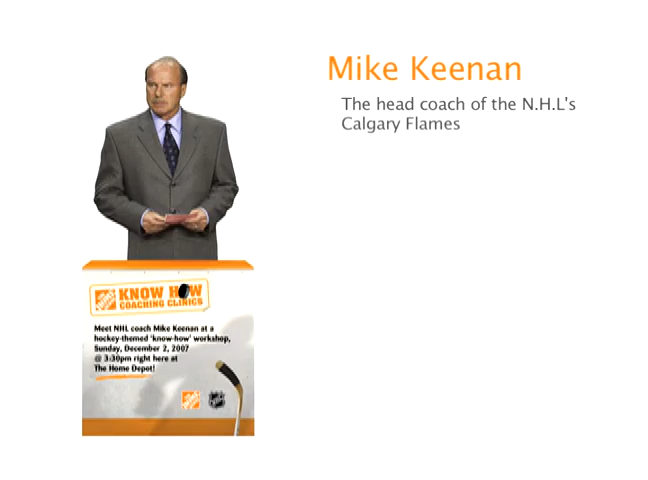 Mike Keenan
The head coach of the N.H.L's
Calgary Flames
KNOW HOW
COACHING CLINICS
Meet NHL coach Mike Keenan at a
hockey-themed 'know-how' workshop,
Sunday, December 2, 2007
@ 3:30pm right here at
The Home Depot!